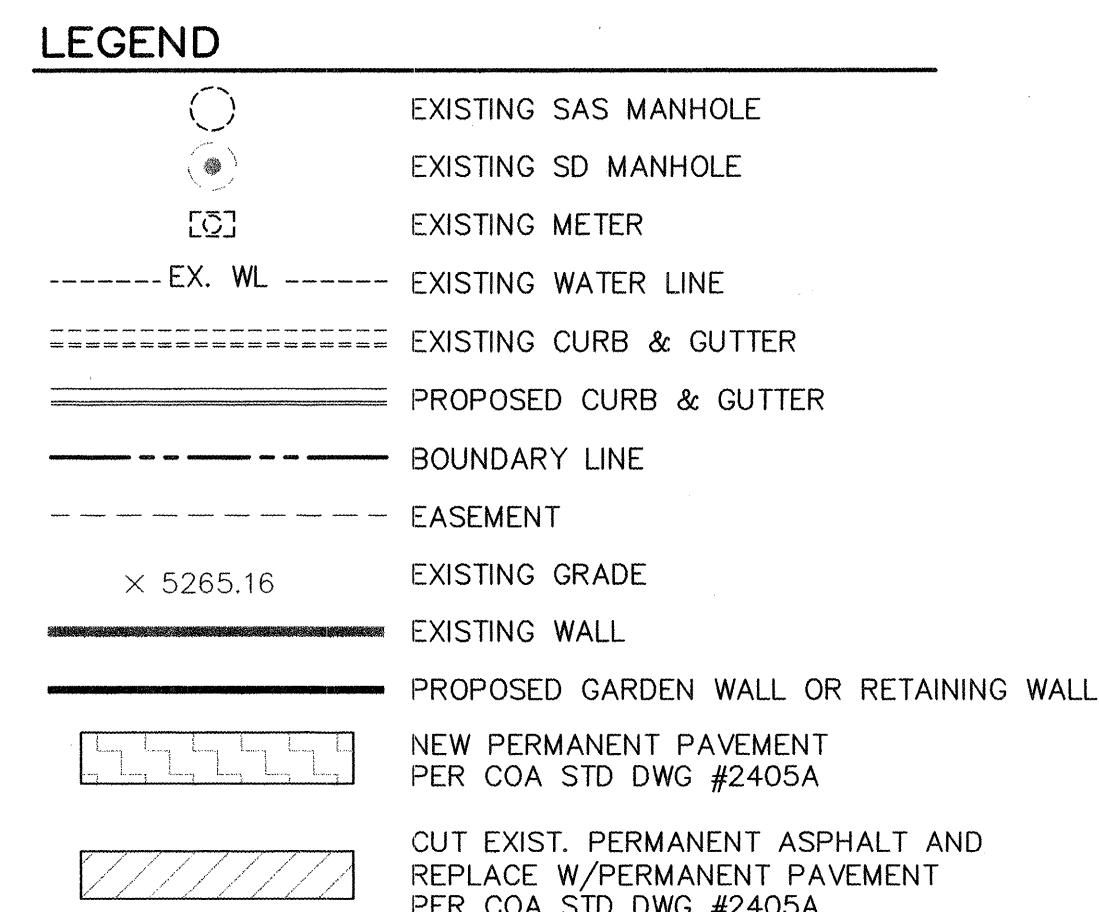 LEGEND
EXISTING SAS MANHOLE
EXISTING SD MANHOLE
EXISTING METER
EX. WL EXISTING WATER LINE
EXISTING CURB & GUTTER
PROPOSED CURB & GUTTER
BOUNDARY LINE
EASEMENT
× 5265.16 EXISTING GRADE
EXISTING WALL
PROPOSED GARDEN WALL OR RETAINING WALL
NEW PERMANENT PAVEMENT
PER COA STD DWG #2405A
CUT EXIST. PERMANENT ASPHALT AND
REPLACE W/PERMANENT PAVEMENT
PER COA STD DWG #2405A